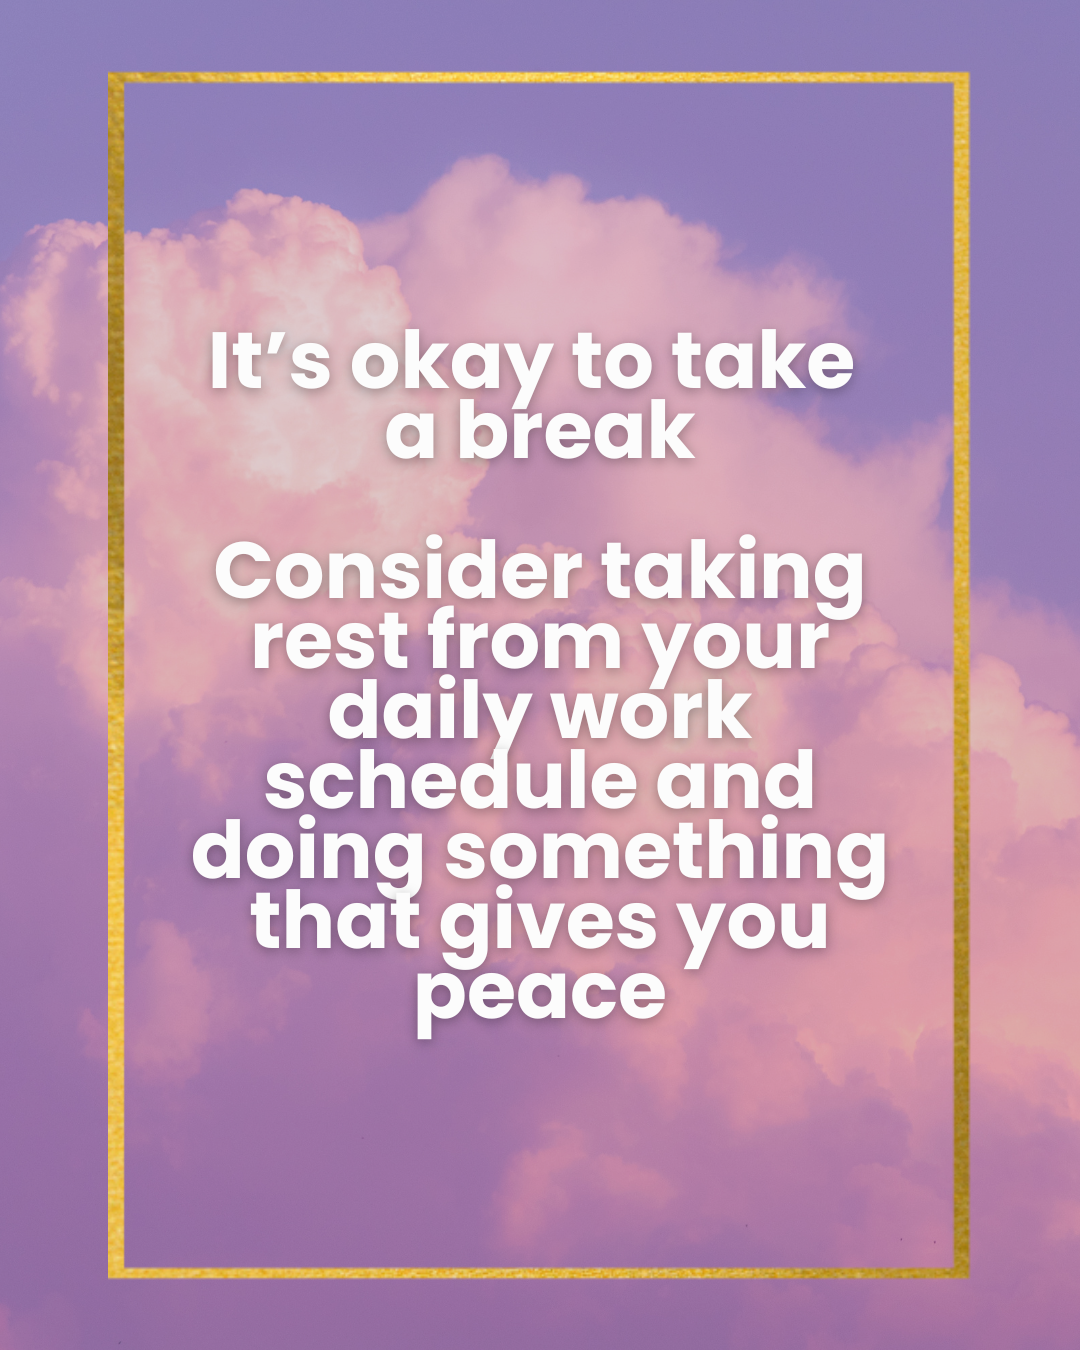 It’s okay to take
a break
Consider taking
rest from your
daily work
schedule and
doing something
that gives you
peace